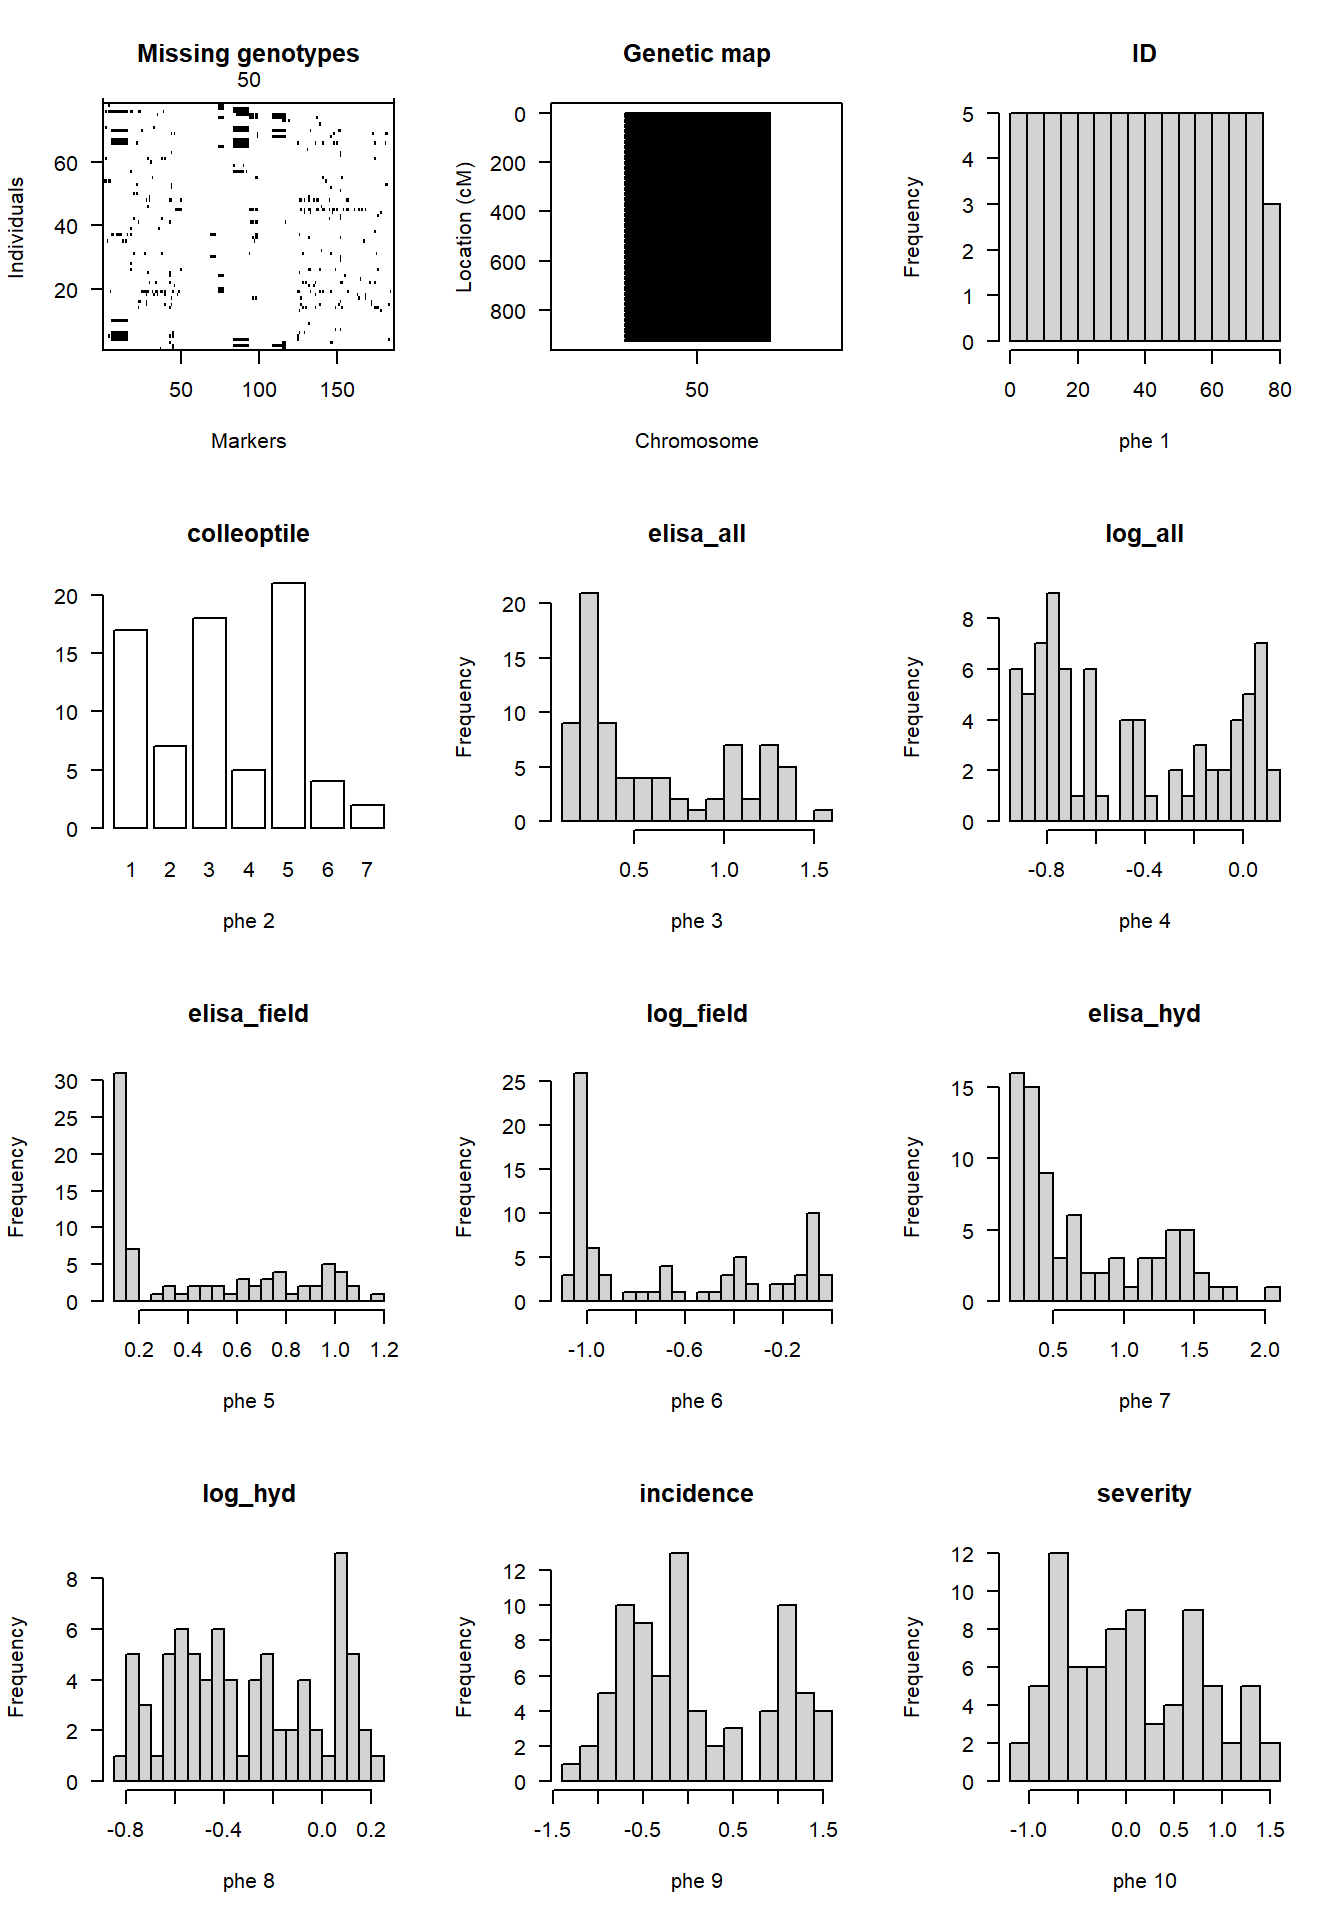 Missing genotypes
50
Individuals
60
40
20
50 100 150
Markers
Genetic map
Location (cM)
0
200
400
600
800
50
Chromosome
ID
Frequency
5
4
3
2
1
0
0 20 40 60 80
phe 1
colleoptile
20
15
10
5
0
1 2 3 4 5 6 7
phe 2
elisa_all
Frequency
20
15
10
5
0
0.5 1.0 1.5
phe 3
log_all
Frequency
8
6
4
2
0
-0.8 -0.4 0.0
phe 4
elisa_field
Frequency
30
25
20
15
10
5
0
0.2 0.4 0.6 0.8 1.0 1.2
phe 5
log_field
Frequency
25
20
15
10
5
0
-1.0 -0.6 -0.2
phe 6
elisa_hyd
Frequency
15
10
5
0
0.5 1.0 1.5 2.0
phe 7
log_hyd
Frequency
8
6
4
2
0
-0.8 -0.4 0.0 0.2
phe 8
incidence
Frequency
12
10
8
6
4
2
0
-1.5 -0.5 0.5 1.5
phe 9
severity
Frequency
12
10
8
6
4
2
0
-1.0 0.0 0.5 1.0 1.5
phe 10